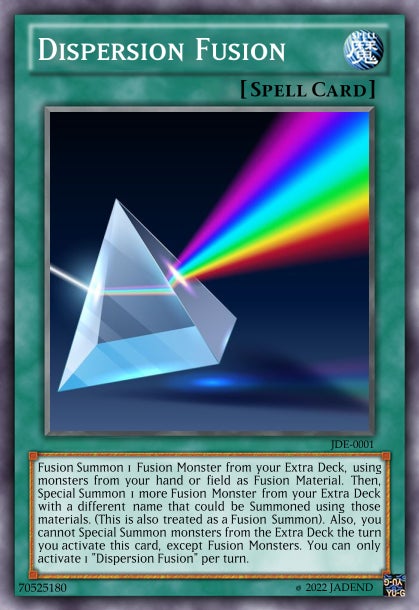 DISPERSION FUSION
魔
[SPELL CARD]
JDE-0001
Fusion Summon 1 Fusion Monster from your Extra Deck, using
monsters from your hand or field as Fusion Material. Then,
Special Summon 1 more Fusion Monster from your Extra Deck
with a different name that could be Summoned using those
materials. (This is also treated as a Fusion Summon). Also, you
cannot Special Summon monsters from the Extra Deck the turn
you activate this card, except Fusion Monsters. You can only
activate 1 "Dispersion Fusion" per turn.
70525180
© 2022 JADEND